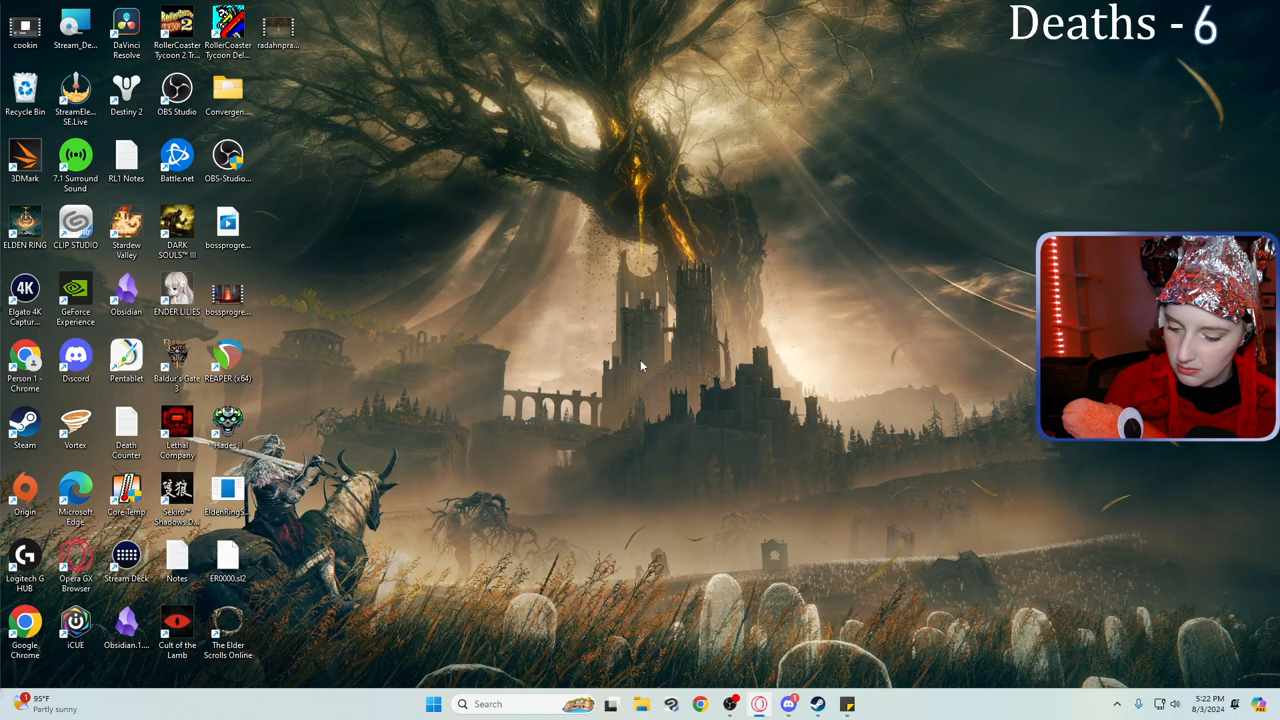 Deaths - 6
cookin
Stream_De...
DaVinci
Resolve
RollerCoaster
Tycoon 2 Tr...
RollerCoaster
Tycoon Del...
radahnpra...
Recycle Bin
StreamEle...
SE.Live
Destiny 2
OBS Studio
Convergen...
3DMark
7.1 Surround
Sound
RL1 Notes
Battle.net
OBS-Studio...
ELDEN RING
CLIP STUDIO
Stardew
Valley
DARK
SOULS™ III
bossprogre...
Elgato 4K
Captur...
GeForce
Experience
Obsidian
ENDER LILIES
bossprogre...
Person 1 -
Chrome
Discord
Pentablet
Baldur's Gate
3
REAPER (x64)
Steam
Vortex
Death
Counter
Lethal
Company
Hades II
Origin
Microsoft
Edge
Core Temp
Sekiro™
Shadows D...
EldenRingS...
Logitech G
HUB
Opera GX
Browser
Stream Deck
Notes
ER0000.sl2
Google
Chrome
iCUE
Obsidian.1....
Cult of the
Lamb
The Elder
Scrolls Online
95°F
Partly sunny
Search
5:22 PM
8/3/2024